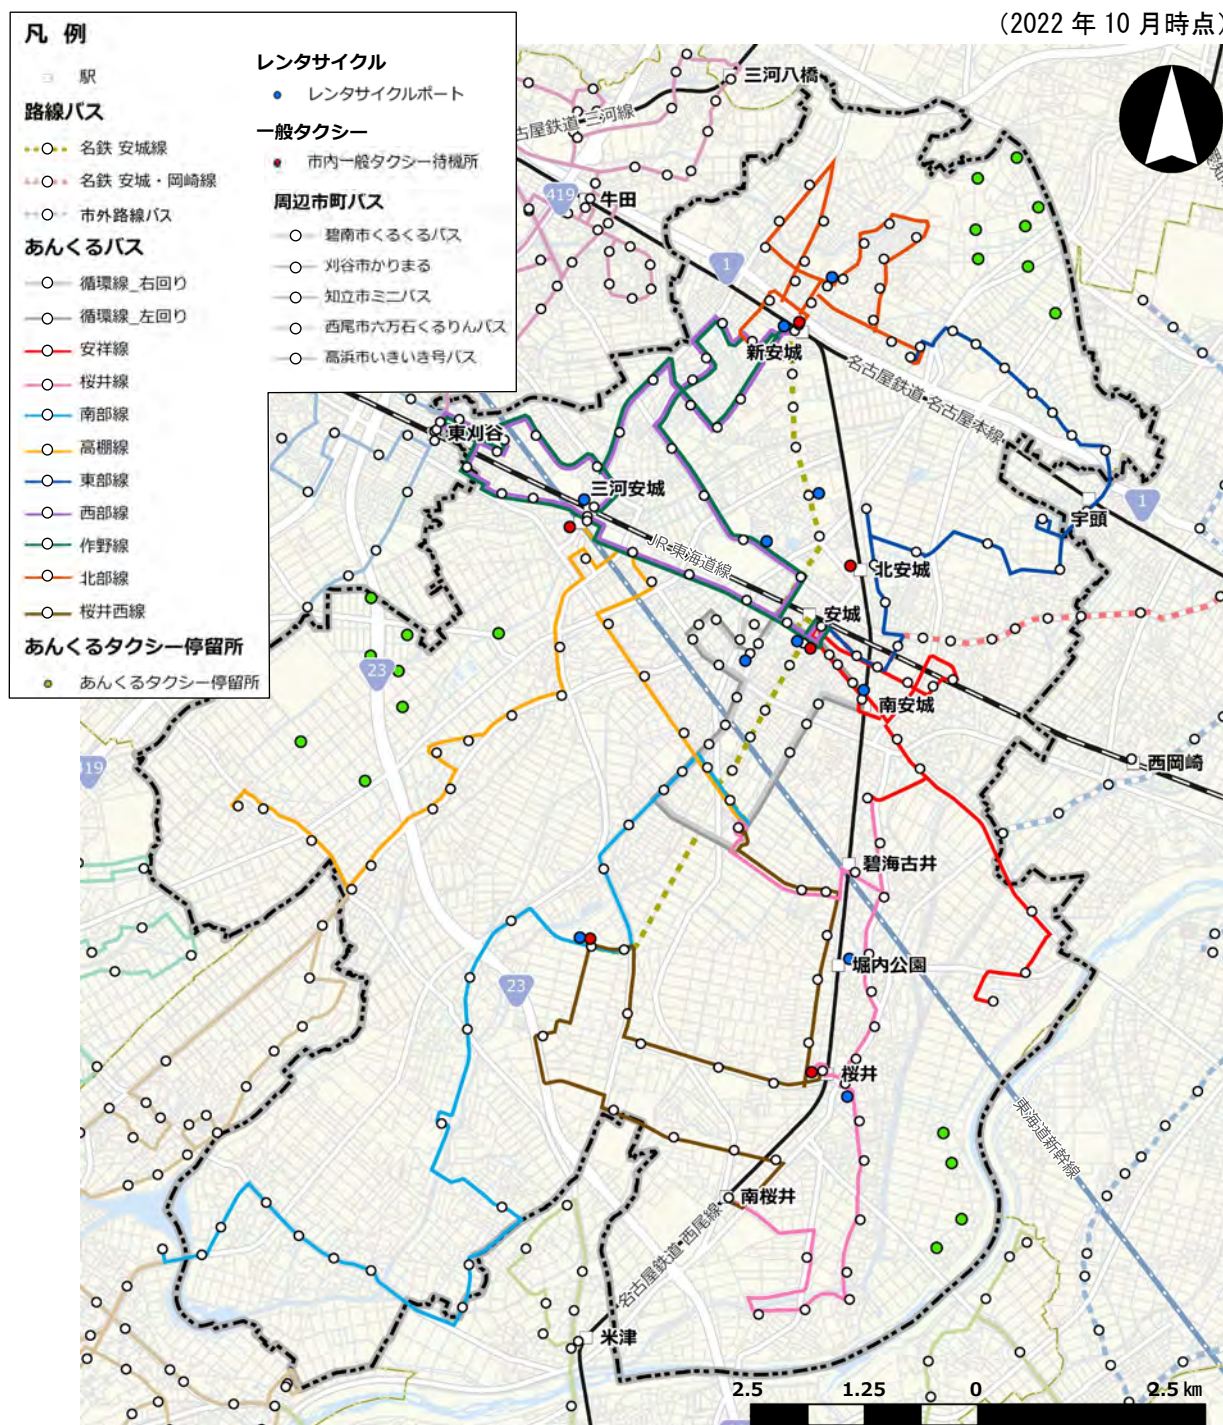 (2022 年 10 月時点)
凡 例
駅
路線バス
名鉄 安城線
名鉄 安城・岡崎線
市外路線バス
あんくるバス
循環線_右回り
循環線_左回り
安祥線
桜井線
南部線
高棚線
東部線
西部線
作野線
北部線
桜井西線
あんくるタクシー停留所
あんくるタクシー停留所
レンタサイクル
レンタサイクルポート
一般タクシー
市内一般タクシー待機所
周辺市町バス
碧南市くるくるバス
刈谷市かりまる
知立市ミニバス
西尾市六万石くるりんバス
高浜市いきいき号バス
三河八橋
古屋鉄道・三河線
419
牛田
1
新安城
名古屋鉄道・名古屋本線
東刈谷
三河安城
宇頭
1
JR 東海道線
北安城
安城
23
南安城
西岡崎
419
碧海古井
堀内公園
23
桜井
東海道新幹線
南桜井
名古屋鉄道・西尾線
米津
2.5 1.25 0 2.5 km